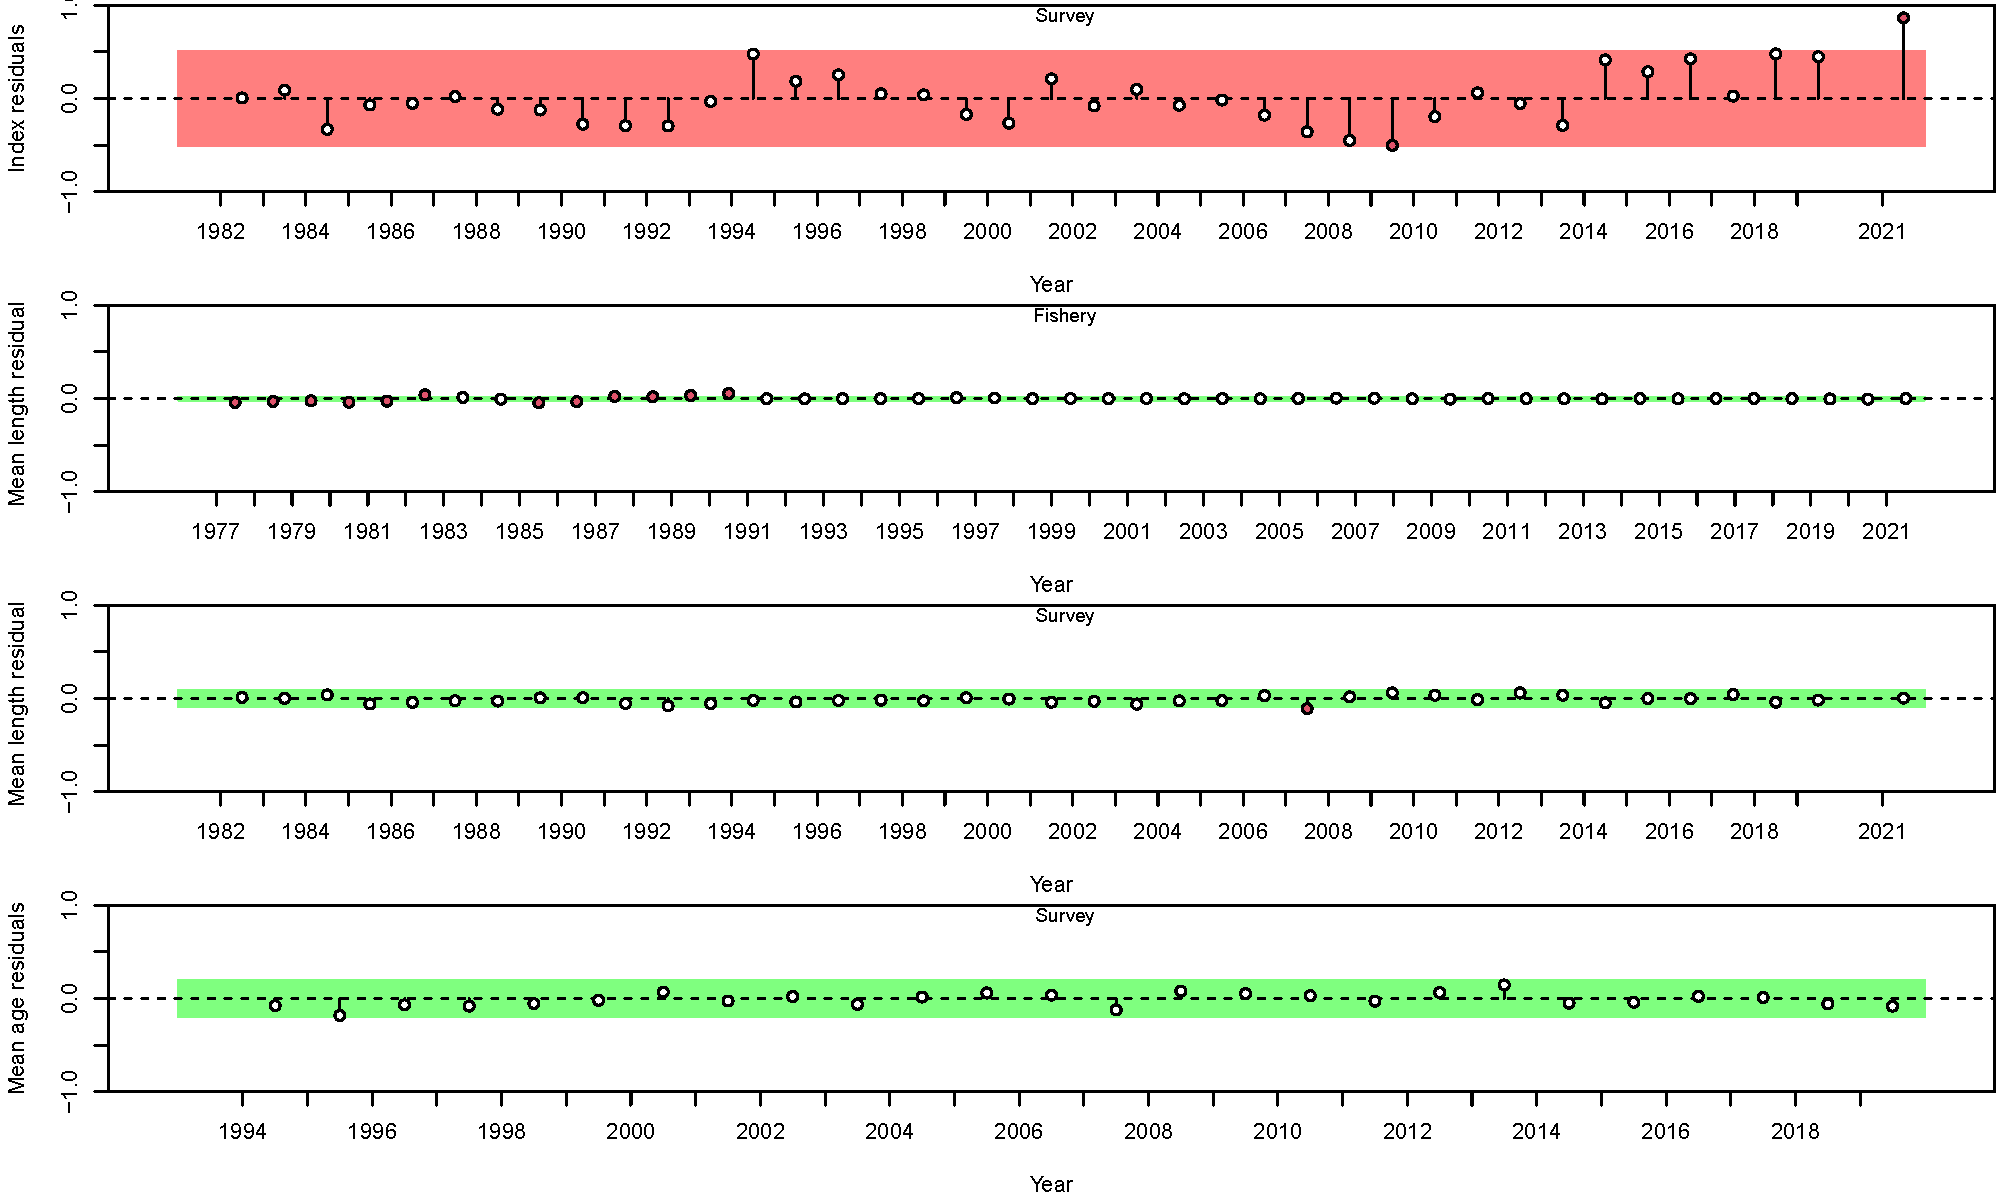 Survey
Index residuals
1.0
0.0
−1.0
1982 1984 1986 1988 1990 1992 1994 1996 1998 2000 2002 2004 2006 2008 2010 2012 2014 2016 2018 2021
Year
Fishery
Mean length residual
1.0
0.0
−1.0
1977 1979 1981 1983 1985 1987 1989 1991 1993 1995 1997 1999 2001 2003 2005 2007 2009 2011 2013 2015 2017 2019 2021
Year
Survey
Mean length residual
1.0
0.0
−1.0
1982 1984 1986 1988 1990 1992 1994 1996 1998 2000 2002 2004 2006 2008 2010 2012 2014 2016 2018 2021
Year
Survey
Mean age residuals
1.0
0.0
−1.0
1994 1996 1998 2000 2002 2004 2006 2008 2010 2012 2014 2016 2018
Year